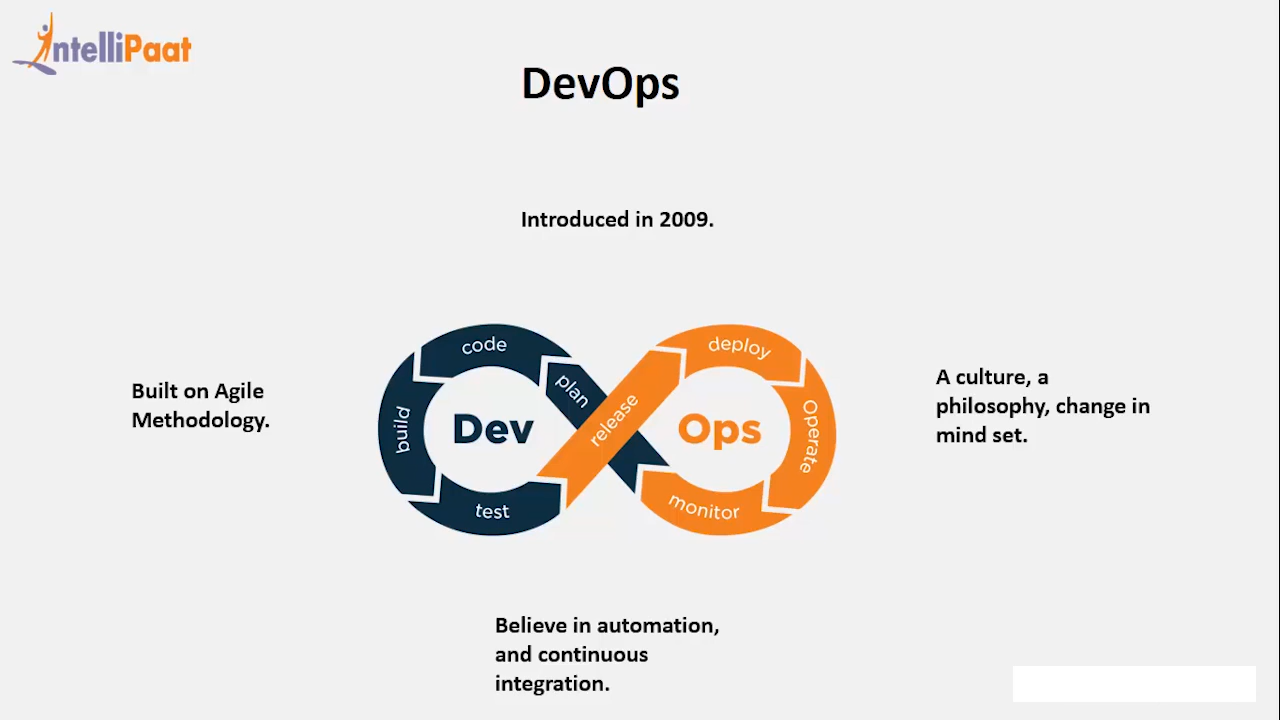 IntelliPaat
DevOps
Introduced in 2009.
Built on Agile
Methodology.
code
plan
build
Dev
test
release
deploy
Ops
Operate
monitor
A culture, a
philosophy, change in
mind set.
Believe in automation,
and continuous
integration.